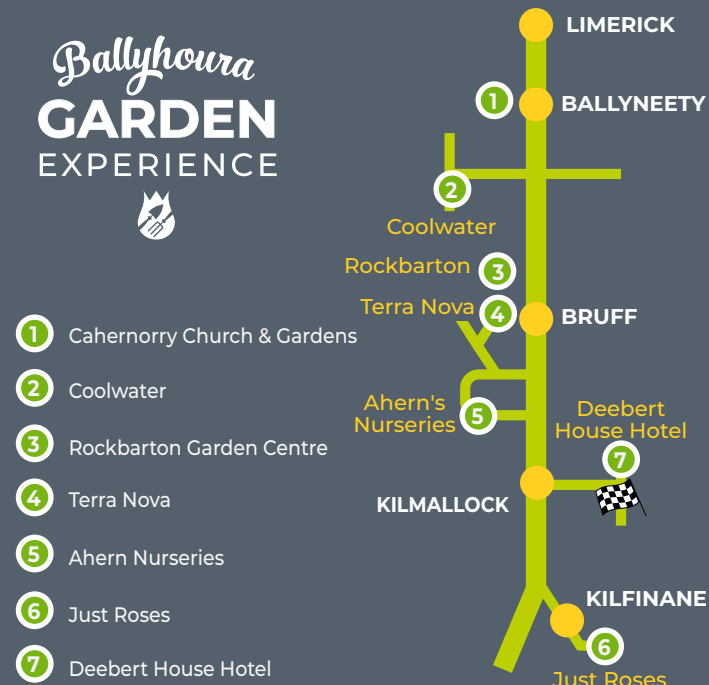 Ballyhoura
GARDEN
EXPERIENCE
1 Cahernorry Church & Gardens
2 Coolwater
3 Rockbarton Garden Centre
4 Terra Nova
5 Ahern Nurseries
6 Just Roses
7 Deebert House Hotel
LIMERICK
1
BALLYNEETY
2
Coolwater
Rockbarton 3
Terra Nova 4
BRUFF
Ahern's
Nurseries 5
Deebert
House Hotel
7
KILMALLOCK
KILFINANE
6
Just Roses